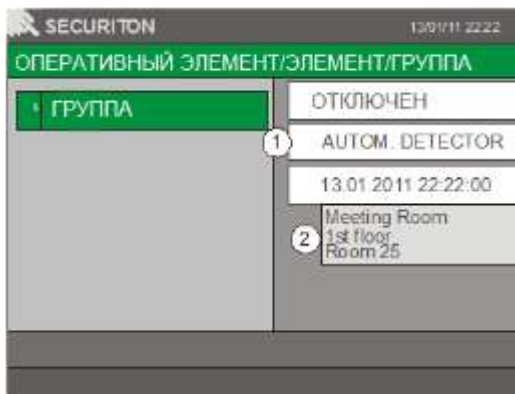 SECURITON
13/01/11 22:22
ОПЕРАТИВНЫЙ ЭЛЕМЕНТ/ЭЛЕМЕНТ/ГРУППА
ГРУППА
ОТКЛЮЧЕН
1 AUTOM. DETECTOR
13.01 2011 22:22:00
2
Meeting Room
1st floor
Room 25